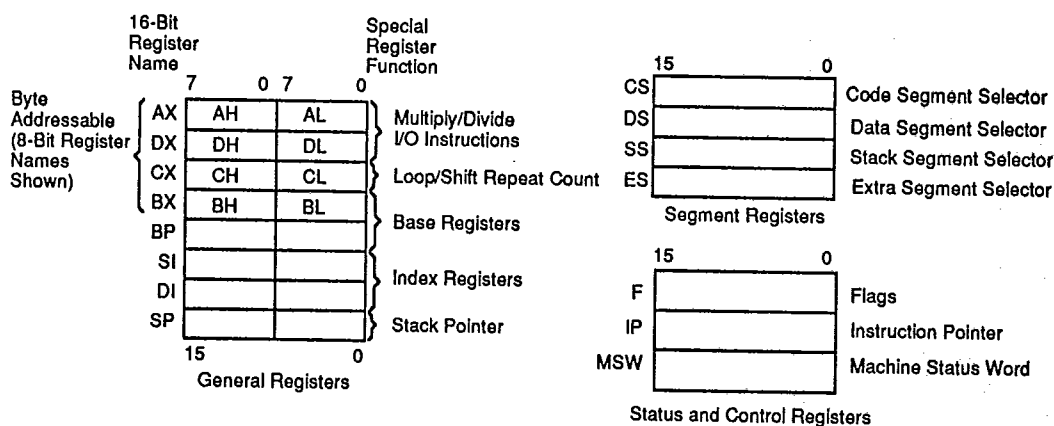 16-Bit
Register
Name
Special
Register
Function
7 0 7 0
Byte
Addressable
(8-Bit Register
Names
Shown)
AX AH AL
DX DH DL
CX CH CL
BX BH BL
BP
SI
DI
SP
Multiply/Divide
I/O Instructions
Loop/Shift Repeat Count
Base Registers
Index Registers
Stack Pointer
15 0
General Registers
15 0
CS Code Segment Selector
DS Data Segment Selector
SS Stack Segment Selector
ES Extra Segment Selector
Segment Registers
15 0
F Flags
IP Instruction Pointer
MSW Machine Status Word
Status and Control Registers